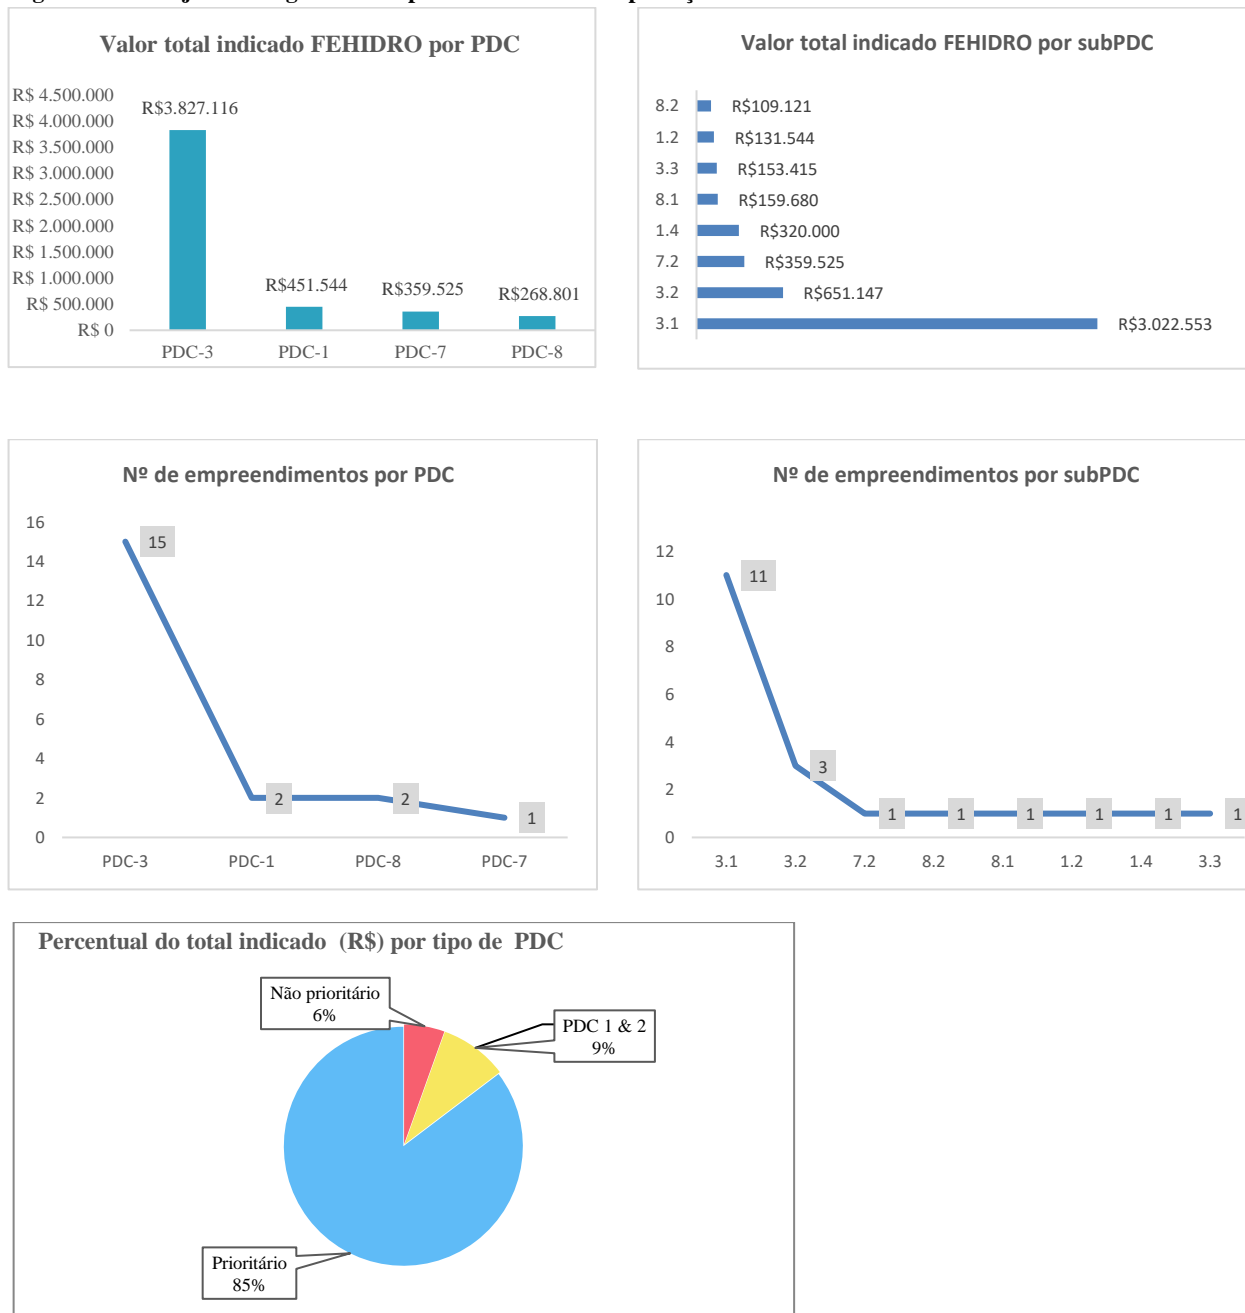 Valor total indicado FEHIDRO por PDC
R$ 4.500.000
R$ 4.000.000
R$ 3.500.000
R$ 3.000.000
R$ 2.500.000
R$ 2.000.000
R$ 1.500.000
R$ 1.000.000
R$ 500.000
R$ 0
R$3.827.116
R$451.544
R$359.525
R$268.801
PDC-3 PDC-1 PDC-7 PDC-8
Valor total indicado FEHIDRO por subPDC
8.2 R$109.121
1.2 R$131.544
3.3 R$153.415
8.1 R$159.680
1.4 R$320.000
7.2 R$359.525
3.2 R$651.147
3.1 R$3.022.553
Nº de empreendimentos por PDC
16
14
12
10
8
6
4
2
0
15
2
2
1
PDC-3 PDC-1 PDC-8 PDC-7
Nº de empreendimentos por subPDC
12
10
8
6
4
2
0
11
3
1 1 1 1 1 1
3.1 3.2 7.2 8.2 8.1 1.2 1.4 3.3
Percentual do total indicado (R$) por tipo de PDC
Não prioritário
6%
PDC 1 & 2
9%
Prioritário
85%